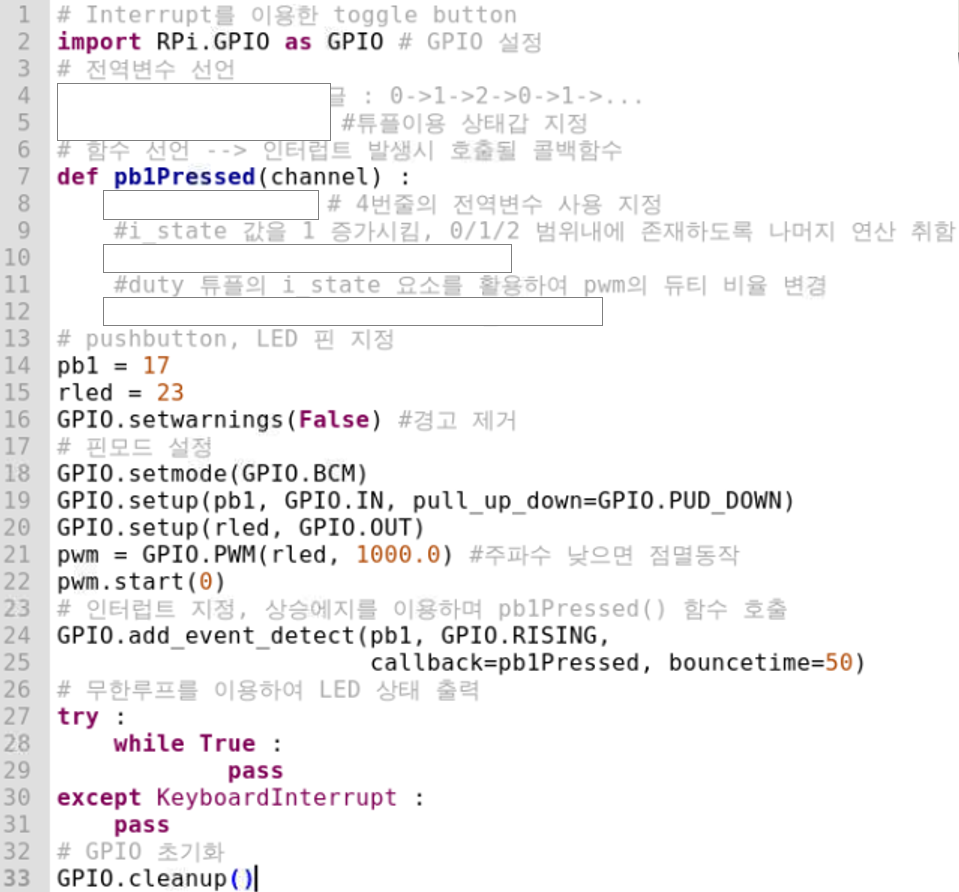 1 # Interrupt를 이용한 toggle button
2 import RPi.GPIO as GPIO # GPIO 설정
3 # 전역변수 선언
4 글 : 0->1->2->0->1->...
5 #튜플이용 상태갑 지정
6 # 함수 선언 --> 인터럽트 발생시 호출될 콜백함수
7 def pb1Pressed(channel) :
8 # 4번줄의 전역변수 사용 지정
9 #i_state 값을 1 증가시킴, 0/1/2 범위내에 존재하도록 나머지 연산 취함
10
11 #duty 튜플의 i_state 요소를 활용하여 pwm의 듀티 비율 변경
12
13 # pushbutton, LED 핀 지정
14 pb1 = 17
15 rled = 23
16 GPIO.setwarnings(False) #경고 제거
17 # 핀모드 설정
18 GPIO.setmode(GPIO.BCM)
19 GPIO.setup(pb1, GPIO.IN, pull_up_down=GPIO.PUD_DOWN)
20 GPIO.setup(rled, GPIO.OUT)
21 pwm = GPIO.PWM(rled, 1000.0) #주파수 낮으면 점멸동작
22 pwm.start(0)
23 # 인터럽트 지정, 상승에지를 이용하며 pb1Pressed() 함수 호출
24 GPIO.add_event_detect(pb1, GPIO.RISING,
25 callback=pb1Pressed, bouncetime=50)
26 # 무한루프를 이용하여 LED 상태 출력
27 try :
28 while True :
29 pass
30 except KeyboardInterrupt :
31 pass
32 # GPIO 초기화
33 GPIO.cleanup()